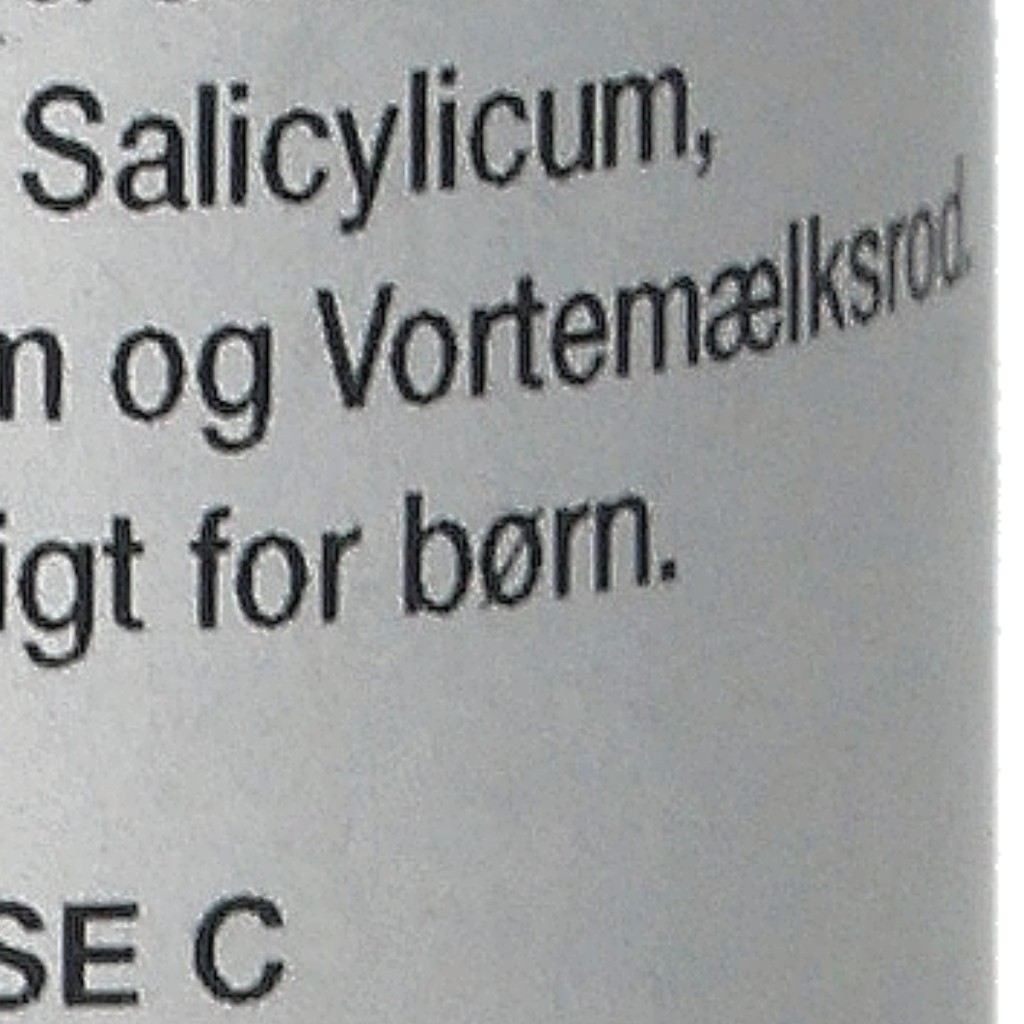 Salicylicum,
og Vortemælksrod.
igt for børn.
SE C